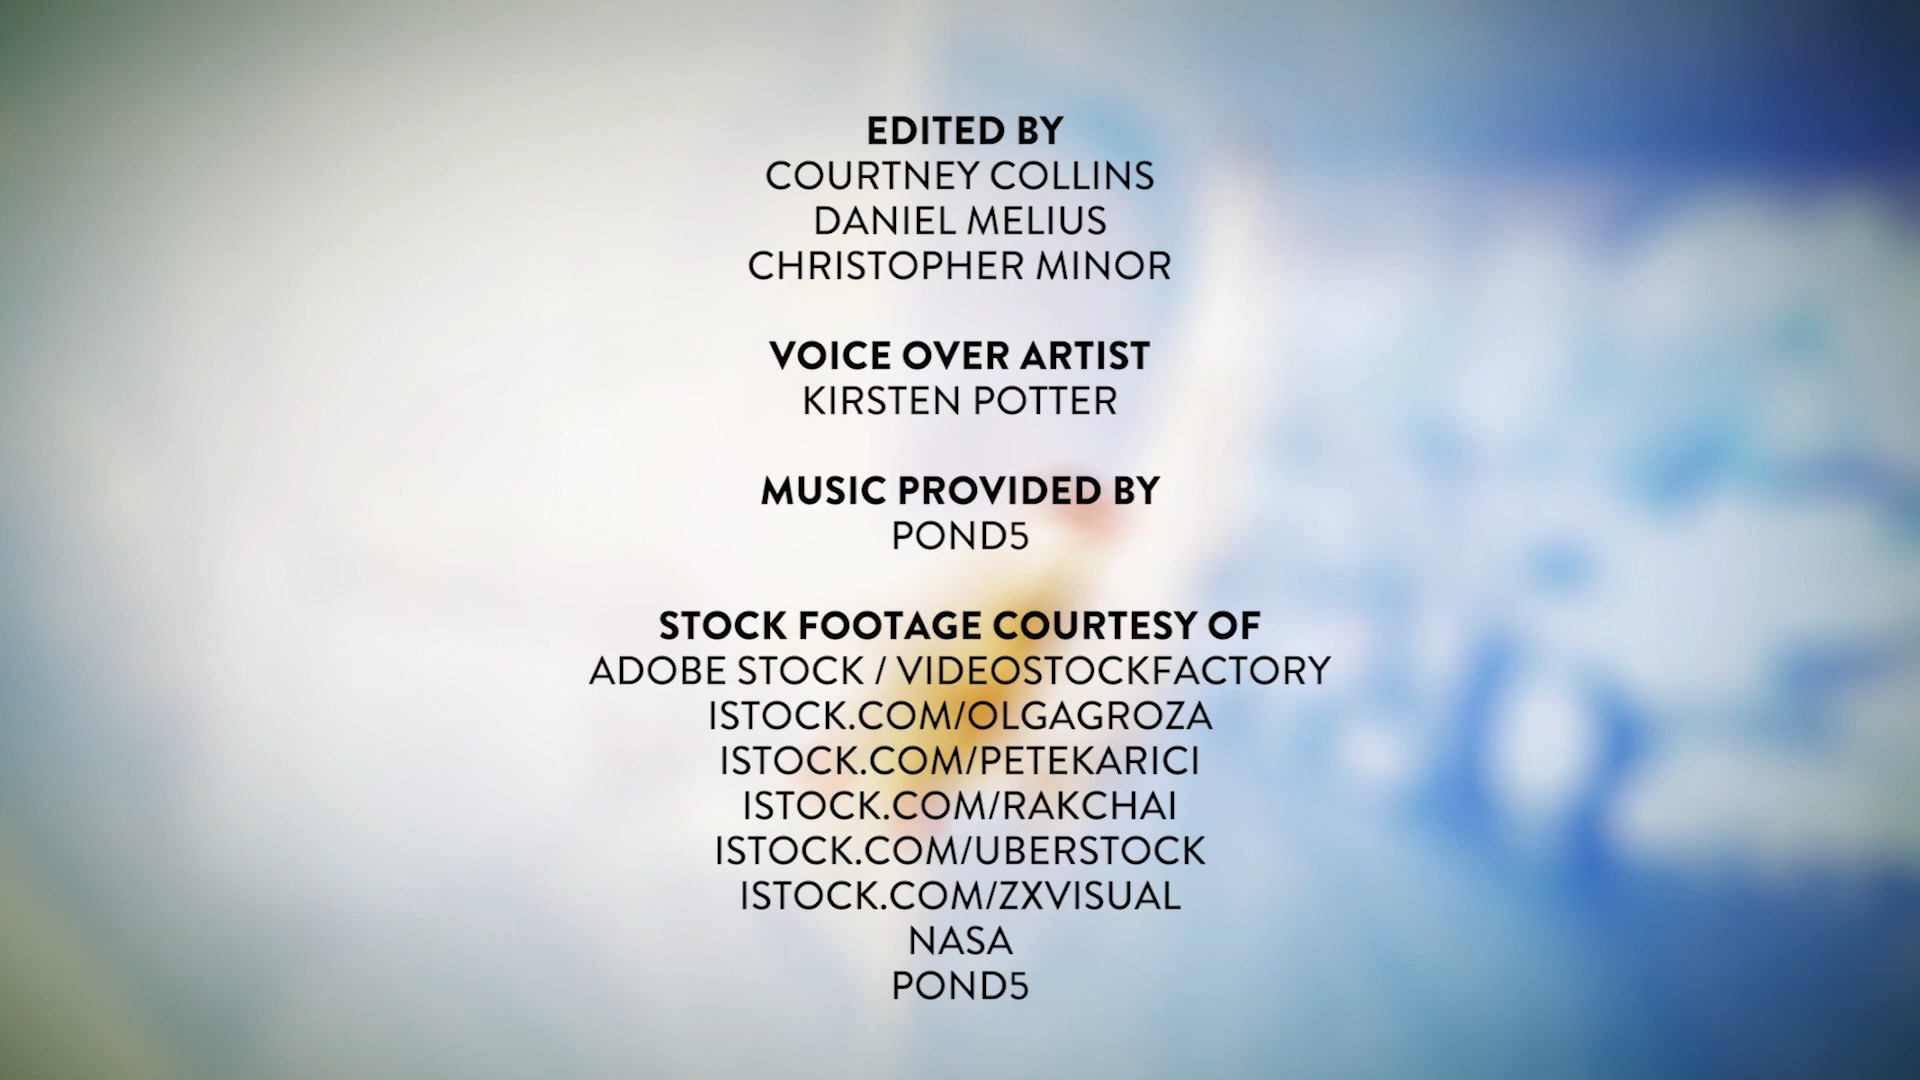 EDITED BY
COURTNEY COLLINS
DANIEL MELIUS
CHRISTOPHER MINOR
VOICE OVER ARTIST
KIRSTEN POTTER
MUSIC PROVIDED BY
POND5
STOCK FOOTAGE COURTESY OF
ADOBE STOCK / VIDEOSTOCKFACTORY
ISTOCK.COM/OLGAGROZA
ISTOCK.COM/PETEKARICI
ISTOCK.COM/RAKCHAI
ISTOCK.COM/UBERSTOCK
ISTOCK.COM/ZXVISUAL
NASA
POND5